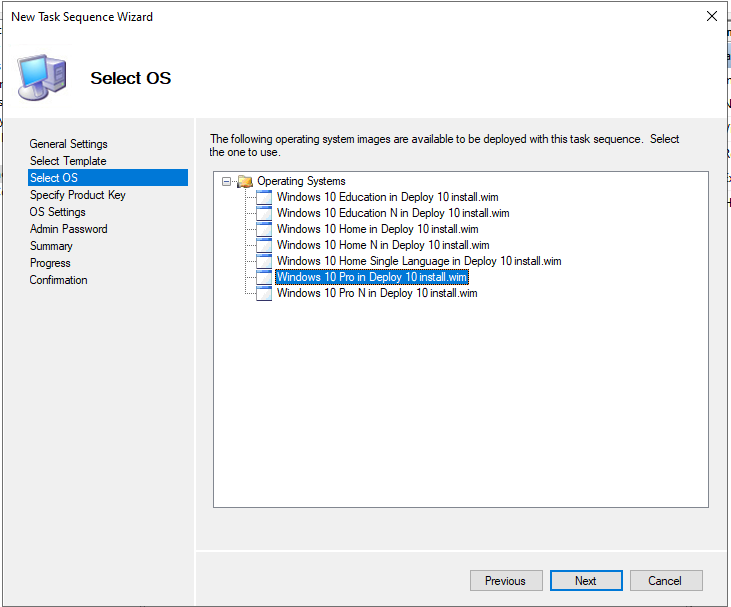 New Task Sequence Wizard
Select OS
General Settings
Select Template
Select OS
Specify Product Key
OS Settings
Admin Password
Summary
Progress
Confirmation
The following operating system images are available to be deployed with this task sequence. Select
the one to use.
Operating Systems
Windows 10 Education in Deploy 10 install.wim
Windows 10 Education N in Deploy 10 install.wim
Windows 10 Home in Deploy 10 install.wim
Windows 10 Home N in Deploy 10 install.wim
Windows 10 Home Single Language in Deploy 10 install.wim
Windows 10 Pro in Deploy 10 install.wim
Windows 10 Pro N in Deploy 10 install.wim
Previous
Next
Cancel